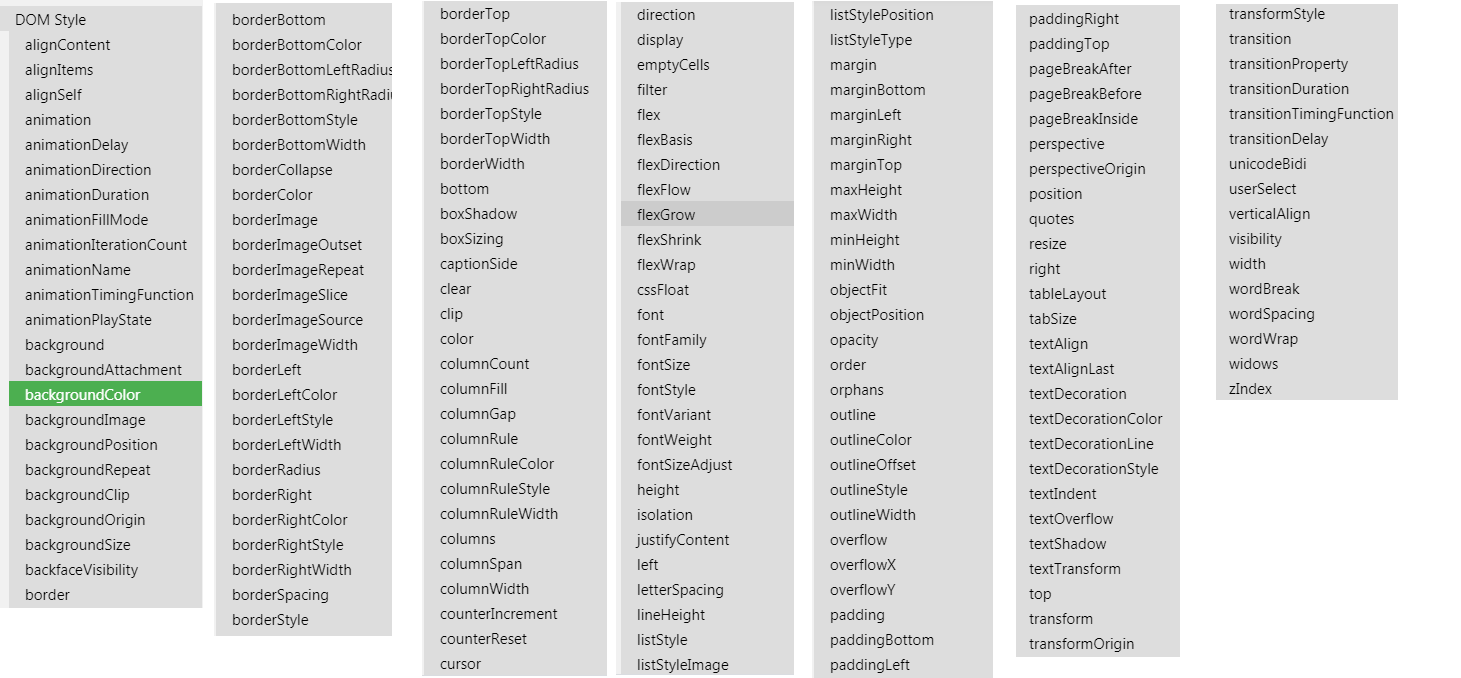 DOM Style
alignContent
alignItems
alignSelf
animation
animationDelay
animationDirection
animationDuration
animationFillMode
animationIterationCount
animationName
animationTimingFunction
animationPlayState
background
backgroundAttachment
backgroundColor
backgroundImage
backgroundPosition
backgroundRepeat
backgroundClip
backgroundOrigin
backgroundSize
backfaceVisibility
border
borderBottom
borderBottomColor
borderBottomLeftRadius
borderBottomRightRadiu
borderBottomStyle
borderBottomWidth
borderCollapse
borderColor
borderImage
borderImageOutset
borderImageRepeat
borderImageSlice
borderImageSource
borderImageWidth
borderLeft
borderLeftColor
borderLeftStyle
borderLeftWidth
borderRadius
borderRight
borderRightColor
borderRightStyle
borderRightWidth
borderSpacing
borderStyle
borderTop
borderTopColor
borderTopLeftRadius
borderTopRightRadius
borderTopStyle
borderTopWidth
borderWidth
bottom
boxShadow
boxSizing
captionSide
clear
clip
color
columnCount
columnFill
columnGap
columnRule
columnRuleColor
columnRuleStyle
columnRuleWidth
columns
columnSpan
columnWidth
counterIncrement
counterReset
cursor
direction
display
emptyCells
filter
flex
flexBasis
flexDirection
flexFlow
flexGrow
flexShrink
flexWrap
cssFloat
font
fontFamily
fontSize
fontStyle
fontVariant
fontWeight
fontSizeAdjust
height
isolation
justifyContent
left
letterSpacing
lineHeight
listStyle
listStyleImage
listStylePosition
listStyleType
margin
marginBottom
marginLeft
marginRight
marginTop
maxHeight
maxWidth
minHeight
minWidth
objectFit
objectPosition
opacity
order
orphans
outline
outlineColor
outlineOffset
outlineStyle
outlineWidth
overflow
overflowX
overflowY
padding
paddingBottom
paddingLeft
paddingRight
paddingTop
pageBreakAfter
pageBreakBefore
pageBreakInside
perspective
perspectiveOrigin
position
quotes
resize
right
tableLayout
tabSize
textAlign
textAlignLast
textDecoration
textDecorationColor
textDecorationLine
textDecorationStyle
textIndent
textOverflow
textShadow
textTransform
top
transform
transformOrigin
transformStyle
transition
transitionProperty
transitionDuration
transitionTimingFunction
transitionDelay
unicodeBidi
userSelect
verticalAlign
visibility
width
wordBreak
wordSpacing
wordWrap
widows
zIndex